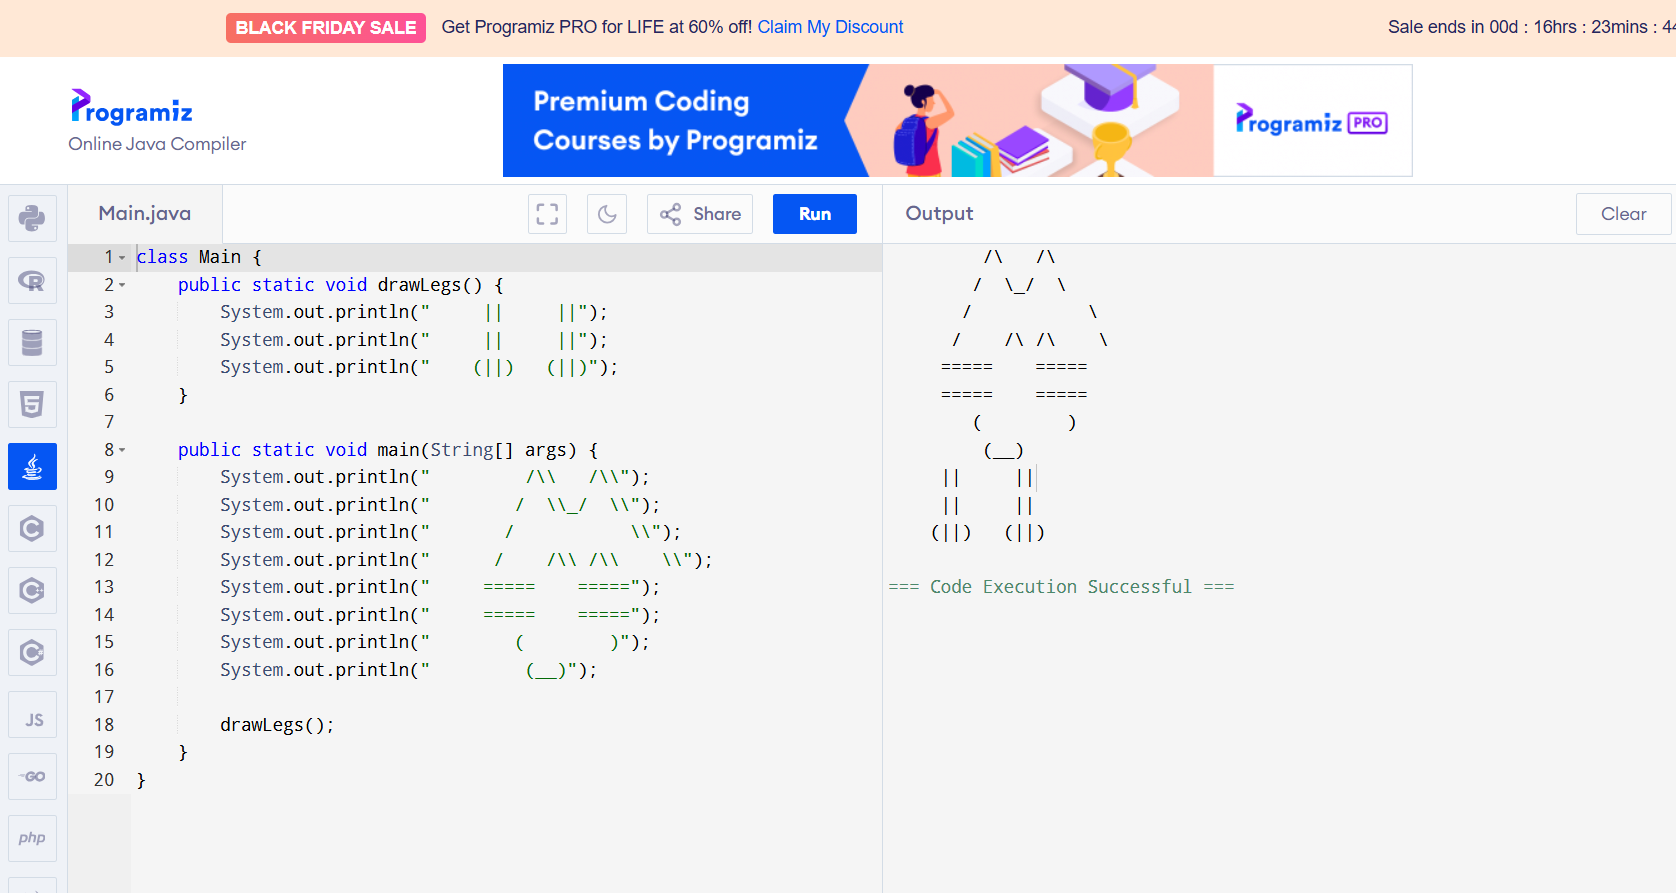 BLACK FRIDAY SALE Get Programiz PRO for LIFE at 60% off! Claim My Discount Sale ends in 00d : 16hrs : 23mins : 44
Programiz
Online Java Compiler
Premium Coding
Courses by Programiz
Programiz PRO
Main.java
Share
Run
Output
Clear
1 class Main {
2     public static void drawLegs() {
3         System.out.println("     ||     ||");
4         System.out.println("     ||     ||");
5         System.out.println("    (||)   (||)");
6     }
7
8     public static void main(String[] args) {
9         System.out.println("         /\\   /\\");
10         System.out.println("        /  \\_/  \\");
11         System.out.println("       /           \\");
12         System.out.println("      /    /\\ /\\    \\");
13         System.out.println("     =====    =====");
14         System.out.println("     =====    =====");
15         System.out.println("        (        )");
16         System.out.println("         (__)");
17
18         drawLegs();
19     }
20 }
         /\   /\
        /  \_/  \
       /           \
      /    /\ /\    \
     =====    =====
     =====    =====
        (        )
         (__)
     ||     ||
     ||     ||
    (||)   (||)
=== Code Execution Successful ===
R
5
C
C
C
JS
GO
php